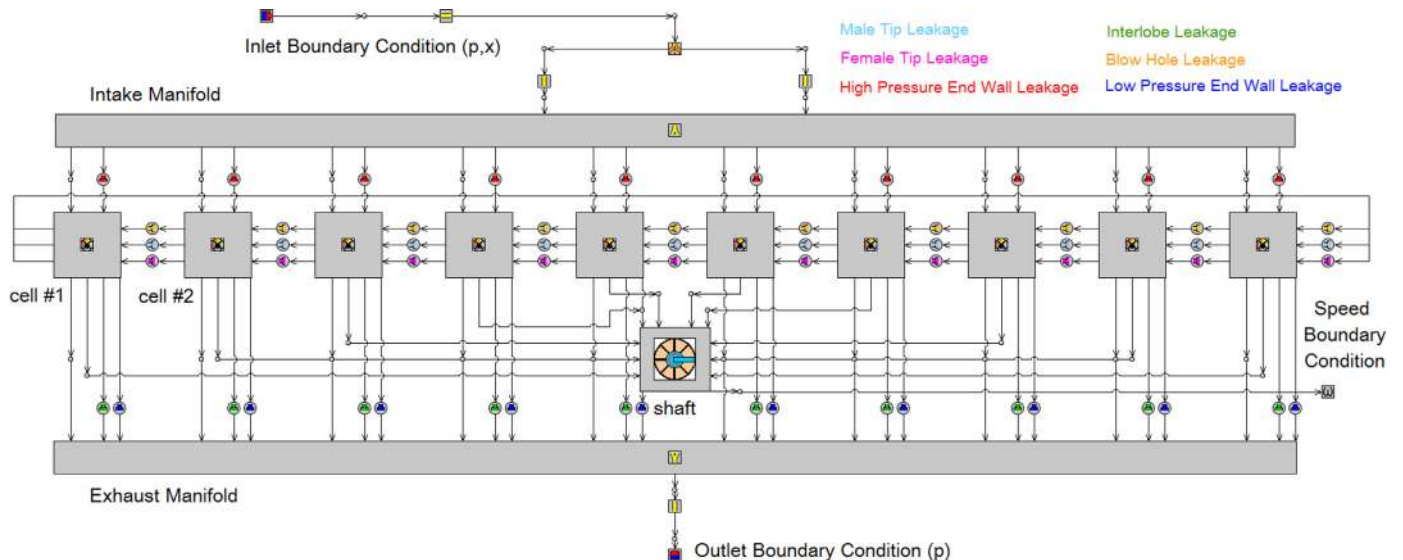 Inlet Boundary Condition (p,x)
Male Tip Leakage
Interlobe Leakage
Female Tip Leakage
Blow Hole Leakage
High Pressure End Wall Leakage
Low Pressure End Wall Leakage
Intake Manifold
cell #1
cell #2
Speed
Boundary
Condition
shaft
Exhaust Manifold
Outlet Boundary Condition (p)